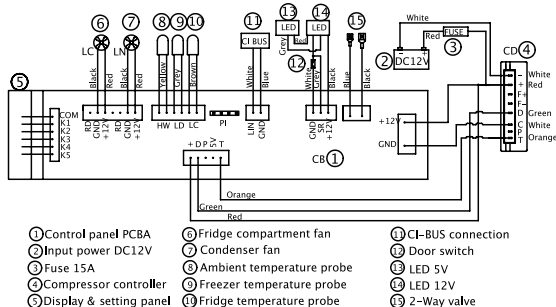 ⑥ ⑦ ⑧ ⑨ ⑩ ⑪ ⑬ ⑭ ⑮
LC LN CI BUS LED LED
White
Red FUSE
② DC12V ③
CD ④
Grey Red
⑫ Grey
Black Red Black Red Yellow Grey Brown White Blue White Black Blue Black
⑤
COM
K1
K2
K3
K4
K5
RD GND +12V RD GND +12V
HW LD LC
PI
LIN GND
GND SR +12V
+12V
GND
CB ①
+ D P 5V T
- White
+ Red
F+
F-
D Green
C White
P
T Orange
Orange
Green
Red
① Control panel PCBA
② Input power DC12V
③ Fuse 15A
④ Compressor controller
⑤ Display & setting panel
⑥ Fridge compartment fan
⑦ Condenser fan
⑧ Ambient temperature probe
⑨ Freezer temperature probe
⑩ Fridge temperature probe
⑪ CI-BUS connection
⑫ Door switch
⑬ LED 5V
⑭ LED 12V
⑮ 2-Way valve